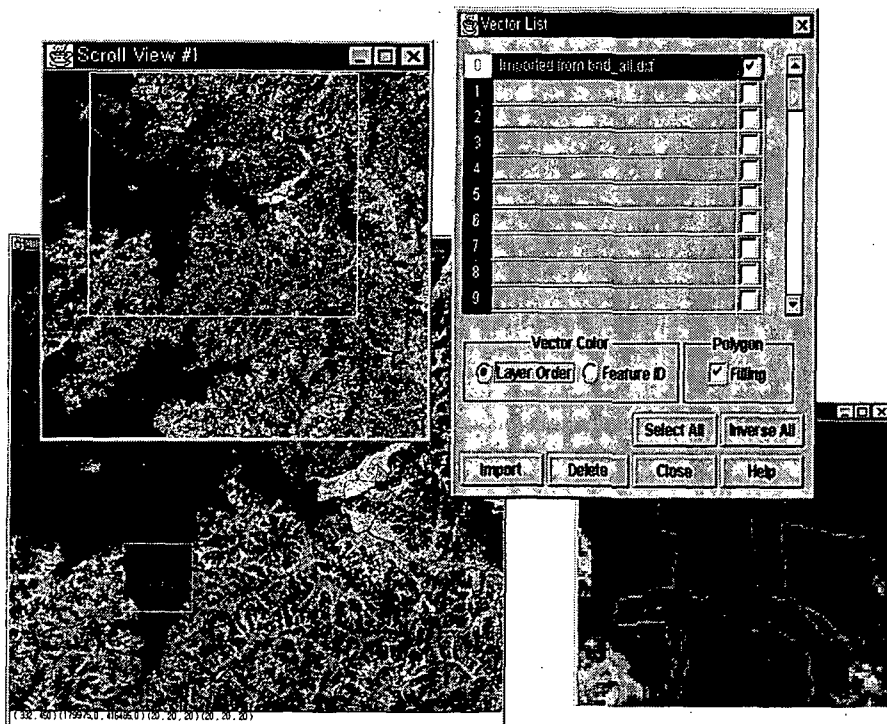 Scroll View #1
Vector List
0 Imported from bnd_all.dxf
1
2
3
4
5
6
7
8
9
Vector Color
Polygon
Layer Order
Feature ID
Filling
Select All
Inverse All
Import
Delete
Close
Help